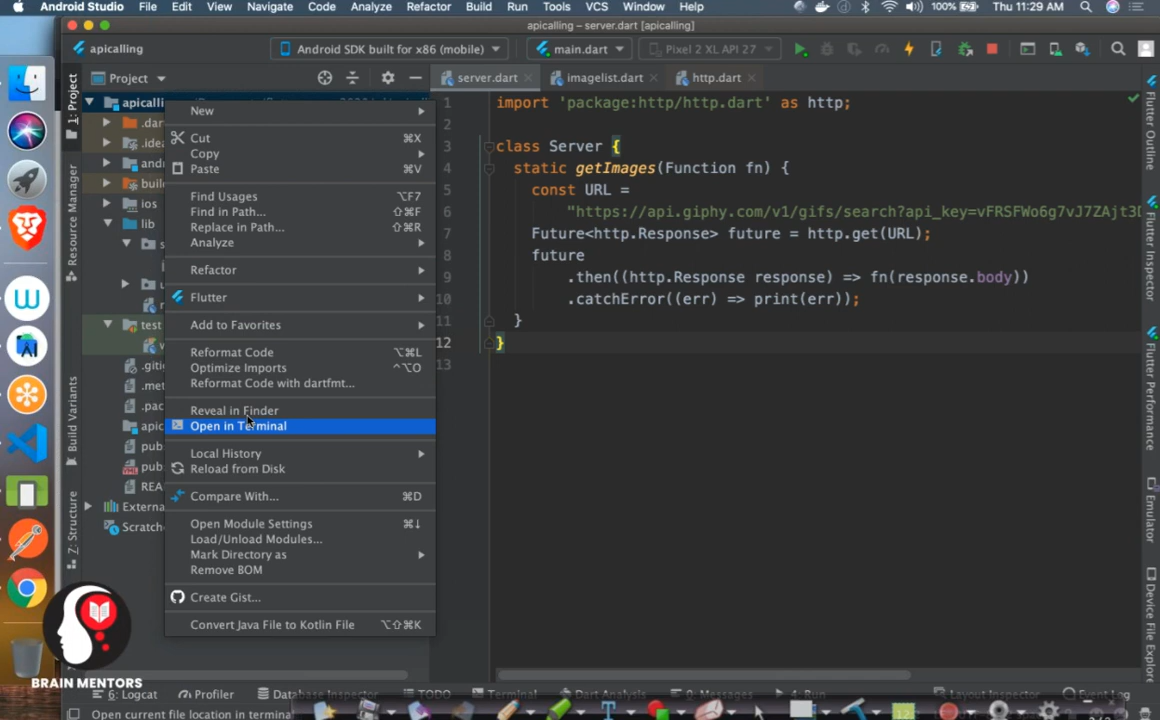 Android Studio File Edit View Navigate Code Analyze Refactor Build Run Tools VCS Window Help 100% Thu 11:29 AM
apicalling – server.dart [apicalling]
apicalling Android SDK built for x86 (mobile) main.dart Pixel 2 XL API 27
Project server.dart imagelist.dart http.dart
1: Project
Resource Manager
Build Variants
7: Structure
apicalli
.dar
.idea
andr
build
ios
lib
s
u
test
.giti
.met
.pac
apic
pub
pub
REA
Externa
Scratch
New
Cut ⌘X
Copy
Paste ⌘V
Find Usages ⌥F7
Find in Path... ⇧⌘F
Replace in Path... ⇧⌘R
Analyze
Refactor
Flutter
Add to Favorites
Reformat Code ⌥⌘L
Optimize Imports ^⌥O
Reformat Code with dartfmt...
Reveal in Finder
Open in Terminal
Local History
Reload from Disk
Compare With... ⌘D
Open Module Settings ⌘↓
Load/Unload Modules...
Mark Directory as
Remove BOM
Create Gist...
Convert Java File to Kotlin File ⌥⇧⌘K
1 import 'package:http/http.dart' as http;
2
3 class Server {
4 static getImages(Function fn) {
5 const URL =
6 "https://api.giphy.com/v1/gifs/search?api_key=vFRSFWo6g7vJ7ZAjt3D
7 Future<http.Response> future = http.get(URL);
8 future
9 .then((http.Response response) => fn(response.body))
10 .catchError((err) => print(err));
11 }
12 }
13
Flutter Outline
Flutter Inspector
Flutter Performance
Emulator
Device File Explorer
BRAIN MENTORS
6: Logcat Profiler Database Inspector TODO Terminal Dart Analysis 0: Messages 4: Run Layout Inspector Event Log
Open current file location in terminal